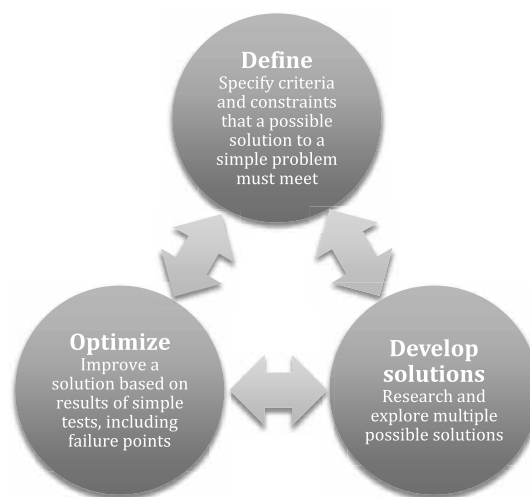 Define
Specify criteria
and constraints
that a possible
solution to a
simple problem
must meet
Optimize
Improve a
solution based on
results of simple
tests, including
failure points
Develop
solutions
Research and
explore multiple
possible solutions